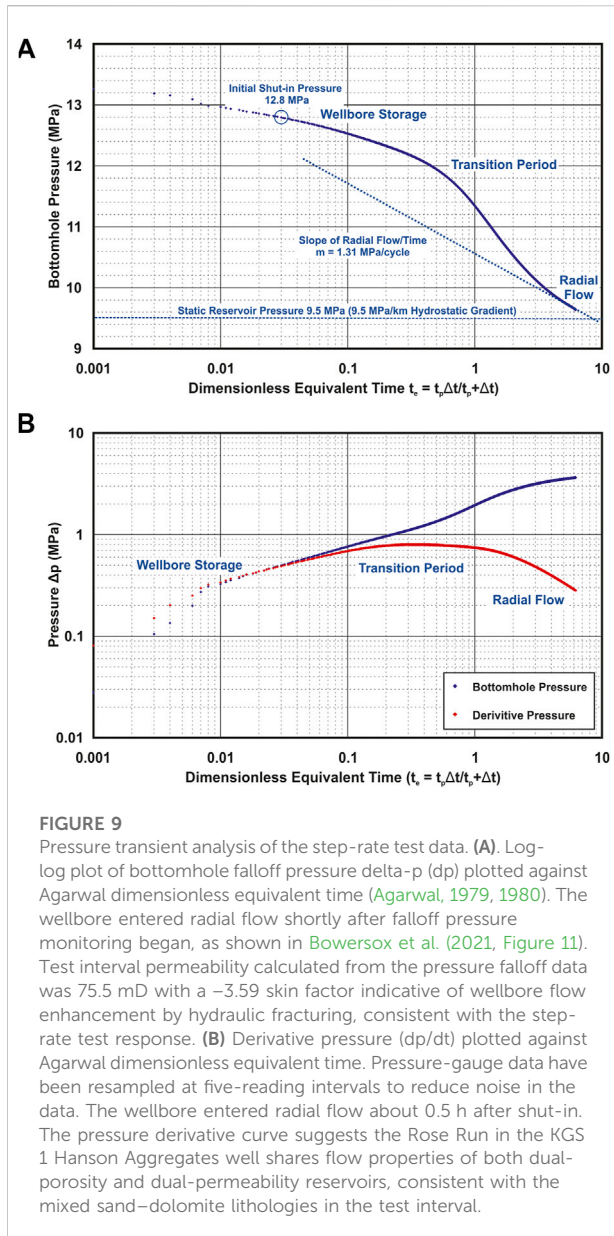 A
14
13
12
11
10
9
Bottomhole Pressure (MPa)
Initial Shut-in Pressure
12.8 MPa
Wellbore Storage
Transition Period
Slope of Radial Flow/Time
m = 1.31 MPa/cycle
Radial
Flow
Static Reservoir Pressure 9.5 MPa (9.5 MPa/km Hydrostatic Gradient)
0.001 0.01 0.1 1 10
Dimensionless Equivalent Time tₑ = tₚΔt/tₚ+Δt)
B
10
1
0.1
0.01
Pressure Δp (MPa)
Wellbore Storage
Transition Period
Radial Flow
Bottomhole Pressure
Derivitive Pressure
0.001 0.01 0.1 1 10
Dimensionless Equivalent Time (tₑ = tₚΔt/tₚ+Δt)
FIGURE 9
Pressure transient analysis of the step-rate test data. (A). Log-
log plot of bottomhole falloff pressure delta-p (dp) plotted against
Agarwal dimensionless equivalent time (Agarwal, 1979, 1980). The
wellbore entered radial flow shortly after falloff pressure
monitoring began, as shown in Bowersox et al. (2021, Figure 11).
Test interval permeability calculated from the pressure falloff data
was 75.5 mD with a –3.59 skin factor indicative of wellbore flow
enhancement by hydraulic fracturing, consistent with the step-
rate test response. (B) Derivative pressure (dp/dt) plotted against
Agarwal dimensionless equivalent time. Pressure-gauge data have
been resampled at five-reading intervals to reduce noise in the
data. The wellbore entered radial flow about 0.5 h after shut-in.
The pressure derivative curve suggests the Rose Run in the KGS
1 Hanson Aggregates well shares flow properties of both dual-
porosity and dual-permeability reservoirs, consistent with the
mixed sand–dolomite lithologies in the test interval.